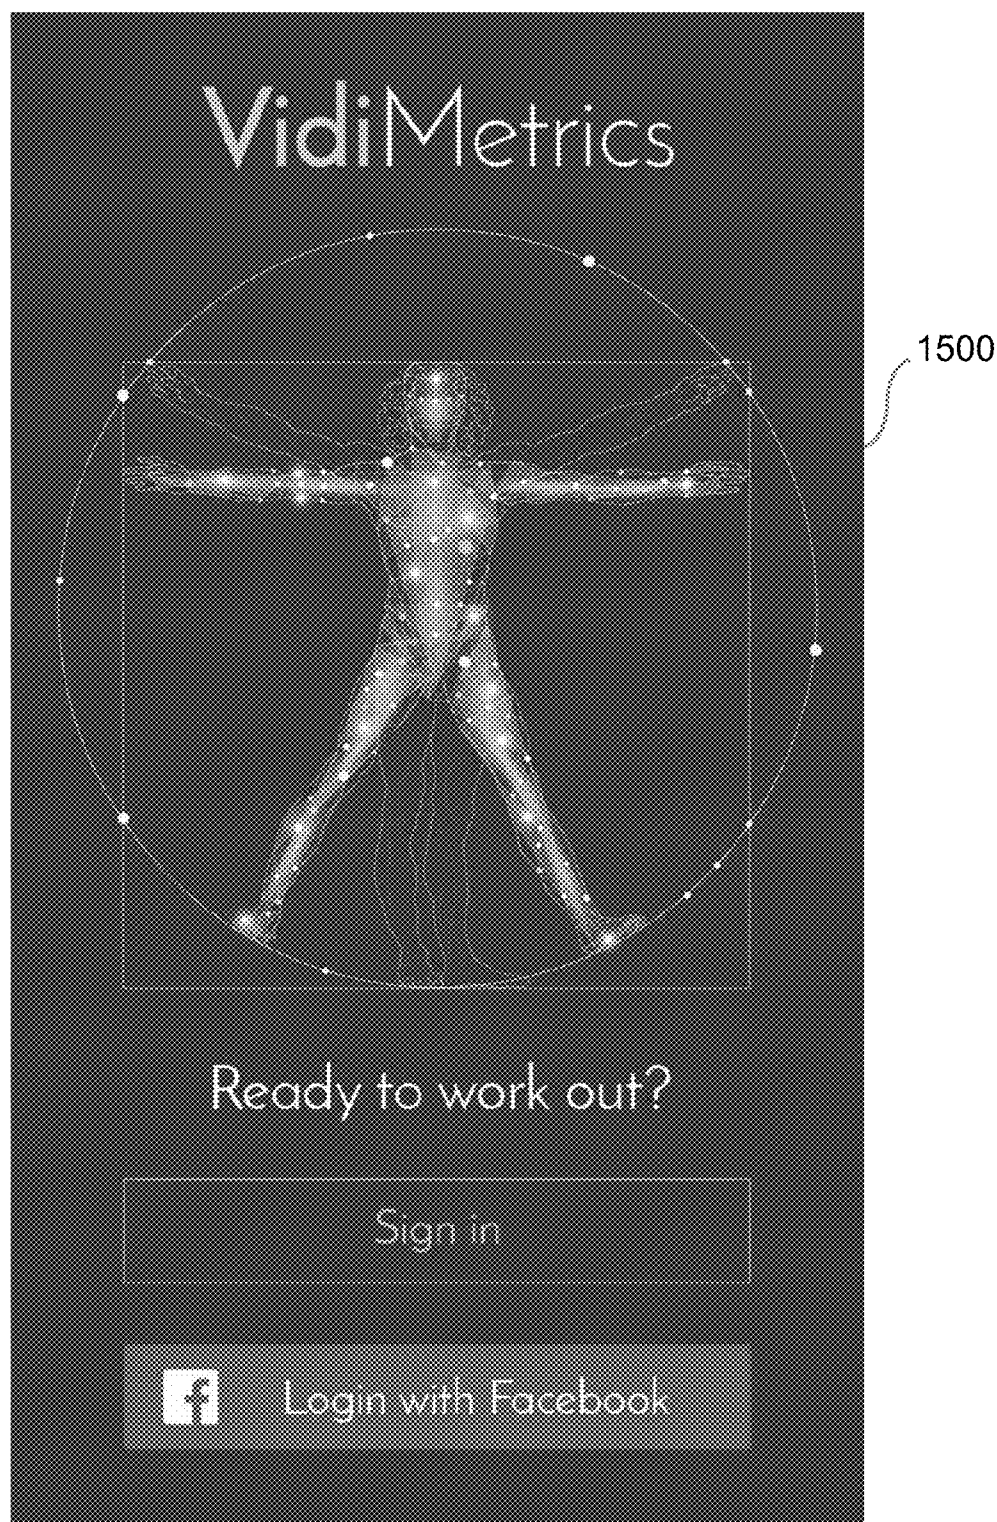 VidiMetrics
1500
Ready to work out?
Sign in
f Login with Facebook